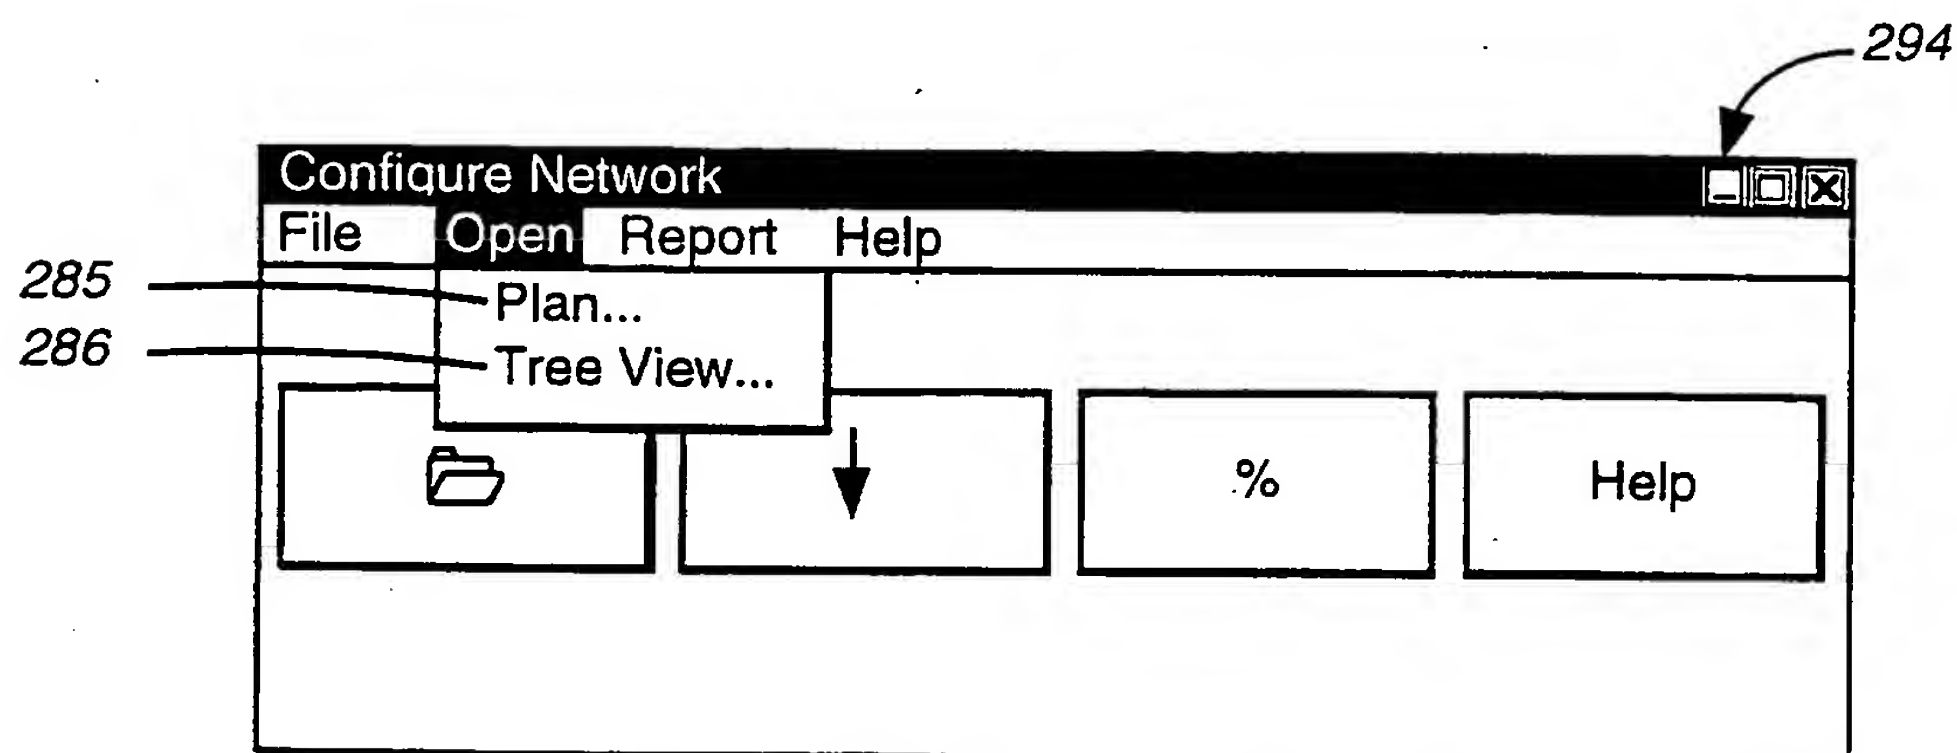 294
Configure Network
File Open Report Help
285 Plan...
286 Tree View...
% Help